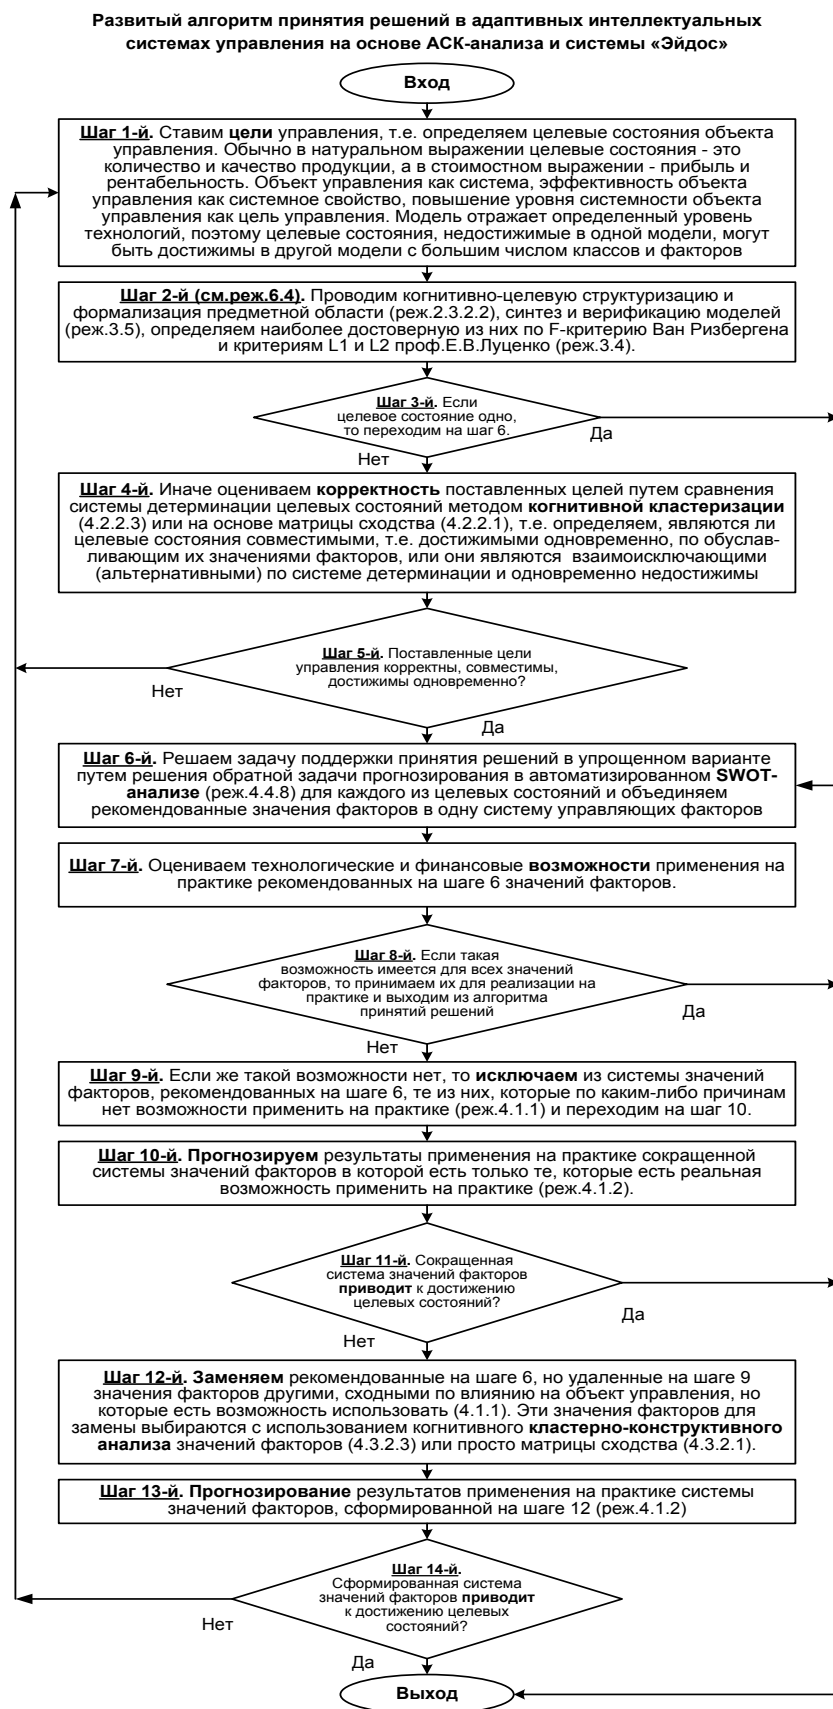 Развитый алгоритм принятия решений в адаптивных интеллектуальных
системах управления на основе АСК-анализа и системы «Эйдос»
Вход
Шаг 1-й. Ставим цели управления, т.е. определяем целевые состояния объекта
управления. Обычно в натуральном выражении целевые состояния - это
количество и качество продукции, а в стоимостном выражении - прибыль и
рентабельность. Объект управления как система, эффективность объекта
управления как системное свойство, повышение уровня системности объекта
управления как цель управления. Модель отражает определенный уровень
технологий, поэтому целевые состояния, недостижимые в одной модели, могут
быть достижимы в другой модели с большим числом классов и факторов
Шаг 2-й (см.реж.6.4). Проводим когнитивно-целевую структуризацию и
формализация предметной области (реж.2.3.2.2), синтез и верификацию моделей
(реж.3.5), определяем наиболее достоверную из них по F-критерию Ван Ризбергена
и критериям L1 и L2 проф.Е.В.Луценко (реж.3.4).
Шаг 3-й. Если
целевое состояние одно,
то переходим на шаг 6.
Да
Нет
Шаг 4-й. Иначе оцениваем корректность поставленных целей путем сравнения
системы детерминации целевых состояний методом когнитивной кластеризации
(4.2.2.3) или на основе матрицы сходства (4.2.2.1), т.е. определяем, являются ли
целевые состояния совместимыми, т.е. достижимыми одновременно, по обуслав-
ливающим их значениями факторов, или они являются взаимоисключающими
(альтернативными) по системе детерминации и одновременно недостижимы
Шаг 5-й. Поставленные цели
управления корректны, совместимы,
достижимы одновременно?
Нет
Да
Шаг 6-й. Решаем задачу поддержки принятия решений в упрощенном варианте
путем решения обратной задачи прогнозирования в автоматизированном SWOT-
анализе (реж.4.4.8) для каждого из целевых состояний и объединяем
рекомендованные значения факторов в одну систему управляющих факторов
Шаг 7-й. Оцениваем технологические и финансовые возможности применения на
практике рекомендованных на шаге 6 значений факторов.
Шаг 8-й. Если такая
возможность имеется для всех значений
факторов, то принимаем их для реализации на
практике и выходим из алгоритма
принятий решений
Да
Нет
Шаг 9-й. Если же такой возможности нет, то исключаем из системы значений
факторов, рекомендованных на шаге 6, те из них, которые по каким-либо причинам
нет возможности применить на практике (реж.4.1.1) и переходим на шаг 10.
Шаг 10-й. Прогнозируем результаты применения на практике сокращенной
системы значений факторов в которой есть только те, которые есть реальная
возможность применить на практике (реж.4.1.2).
Шаг 11-й. Сокращенная
система значений факторов
приводит к достижению
целевых состояний?
Да
Нет
Шаг 12-й. Заменяем рекомендованные на шаге 6, но удаленные на шаге 9
значения факторов другими, сходными по влиянию на объект управления, но
которые есть возможность использовать (4.1.1). Эти значения факторов для
замены выбираются с использованием когнитивного кластерно-конструктивного
анализа значений факторов (4.3.2.3) или просто матрицы сходства (4.3.2.1).
Шаг 13-й. Прогнозирование результатов применения на практике системы
значений факторов, сформированной на шаге 12 (реж.4.1.2)
Шаг 14-й.
Сформированная система
значений факторов приводит
к достижению целевых
состояний?
Нет
Да
Выход